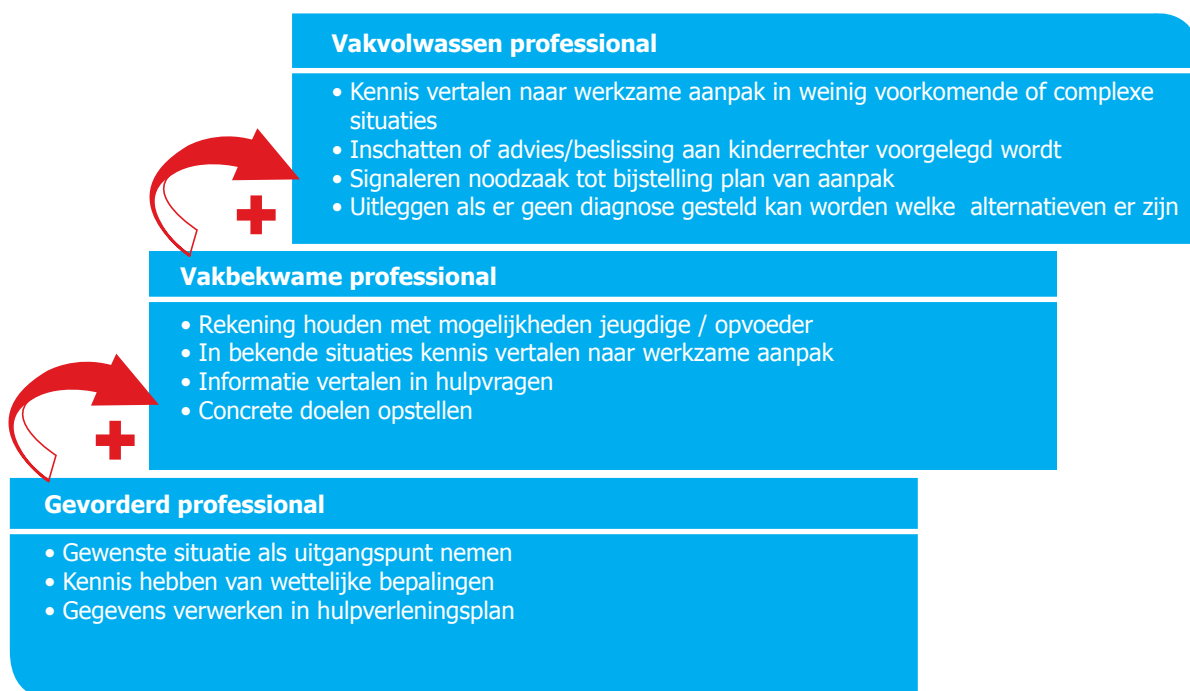 Vakvolwassen professional
• Kennis vertalen naar werkzame aanpak in weinig voorkomende of complexe
situaties
• Inschatten of advies/beslissing aan kinderrechter voorgelegd wordt
• Signaleren noodzaak tot bijstelling plan van aanpak
• Uitleggen als er geen diagnose gesteld kan worden welke  alternatieven er zijn
Vakbekwame professional
• Rekening houden met mogelijkheden jeugdige / opvoeder
• In bekende situaties kennis vertalen naar werkzame aanpak
• Informatie vertalen in hulpvragen
• Concrete doelen opstellen
Gevorderd professional
• Gewenste situatie als uitgangspunt nemen
• Kennis hebben van wettelijke bepalingen
• Gegevens verwerken in hulpverleningsplan